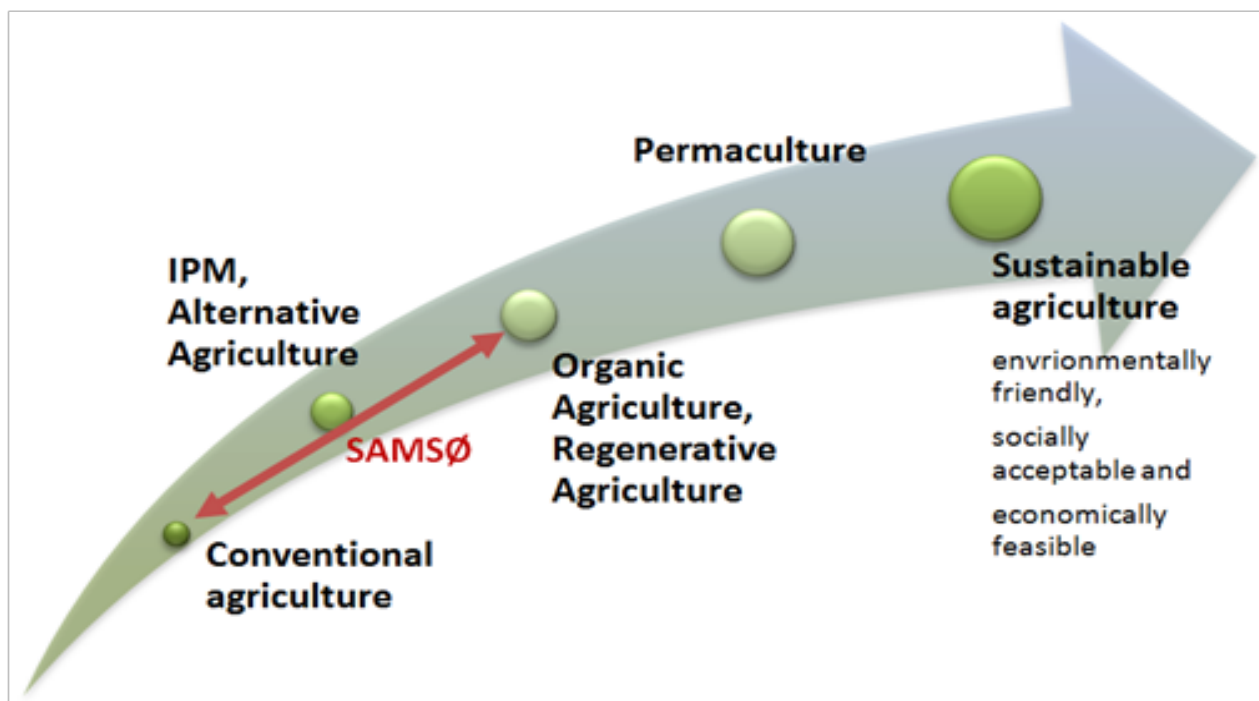 Permaculture
IPM,
Alternative
Agriculture
Sustainable
agriculture
envrionmentally
friendly,
socially
acceptable and
economically
feasible
Organic
Agriculture,
Regenerative
Agriculture
SAMSØ
Conventional
agriculture